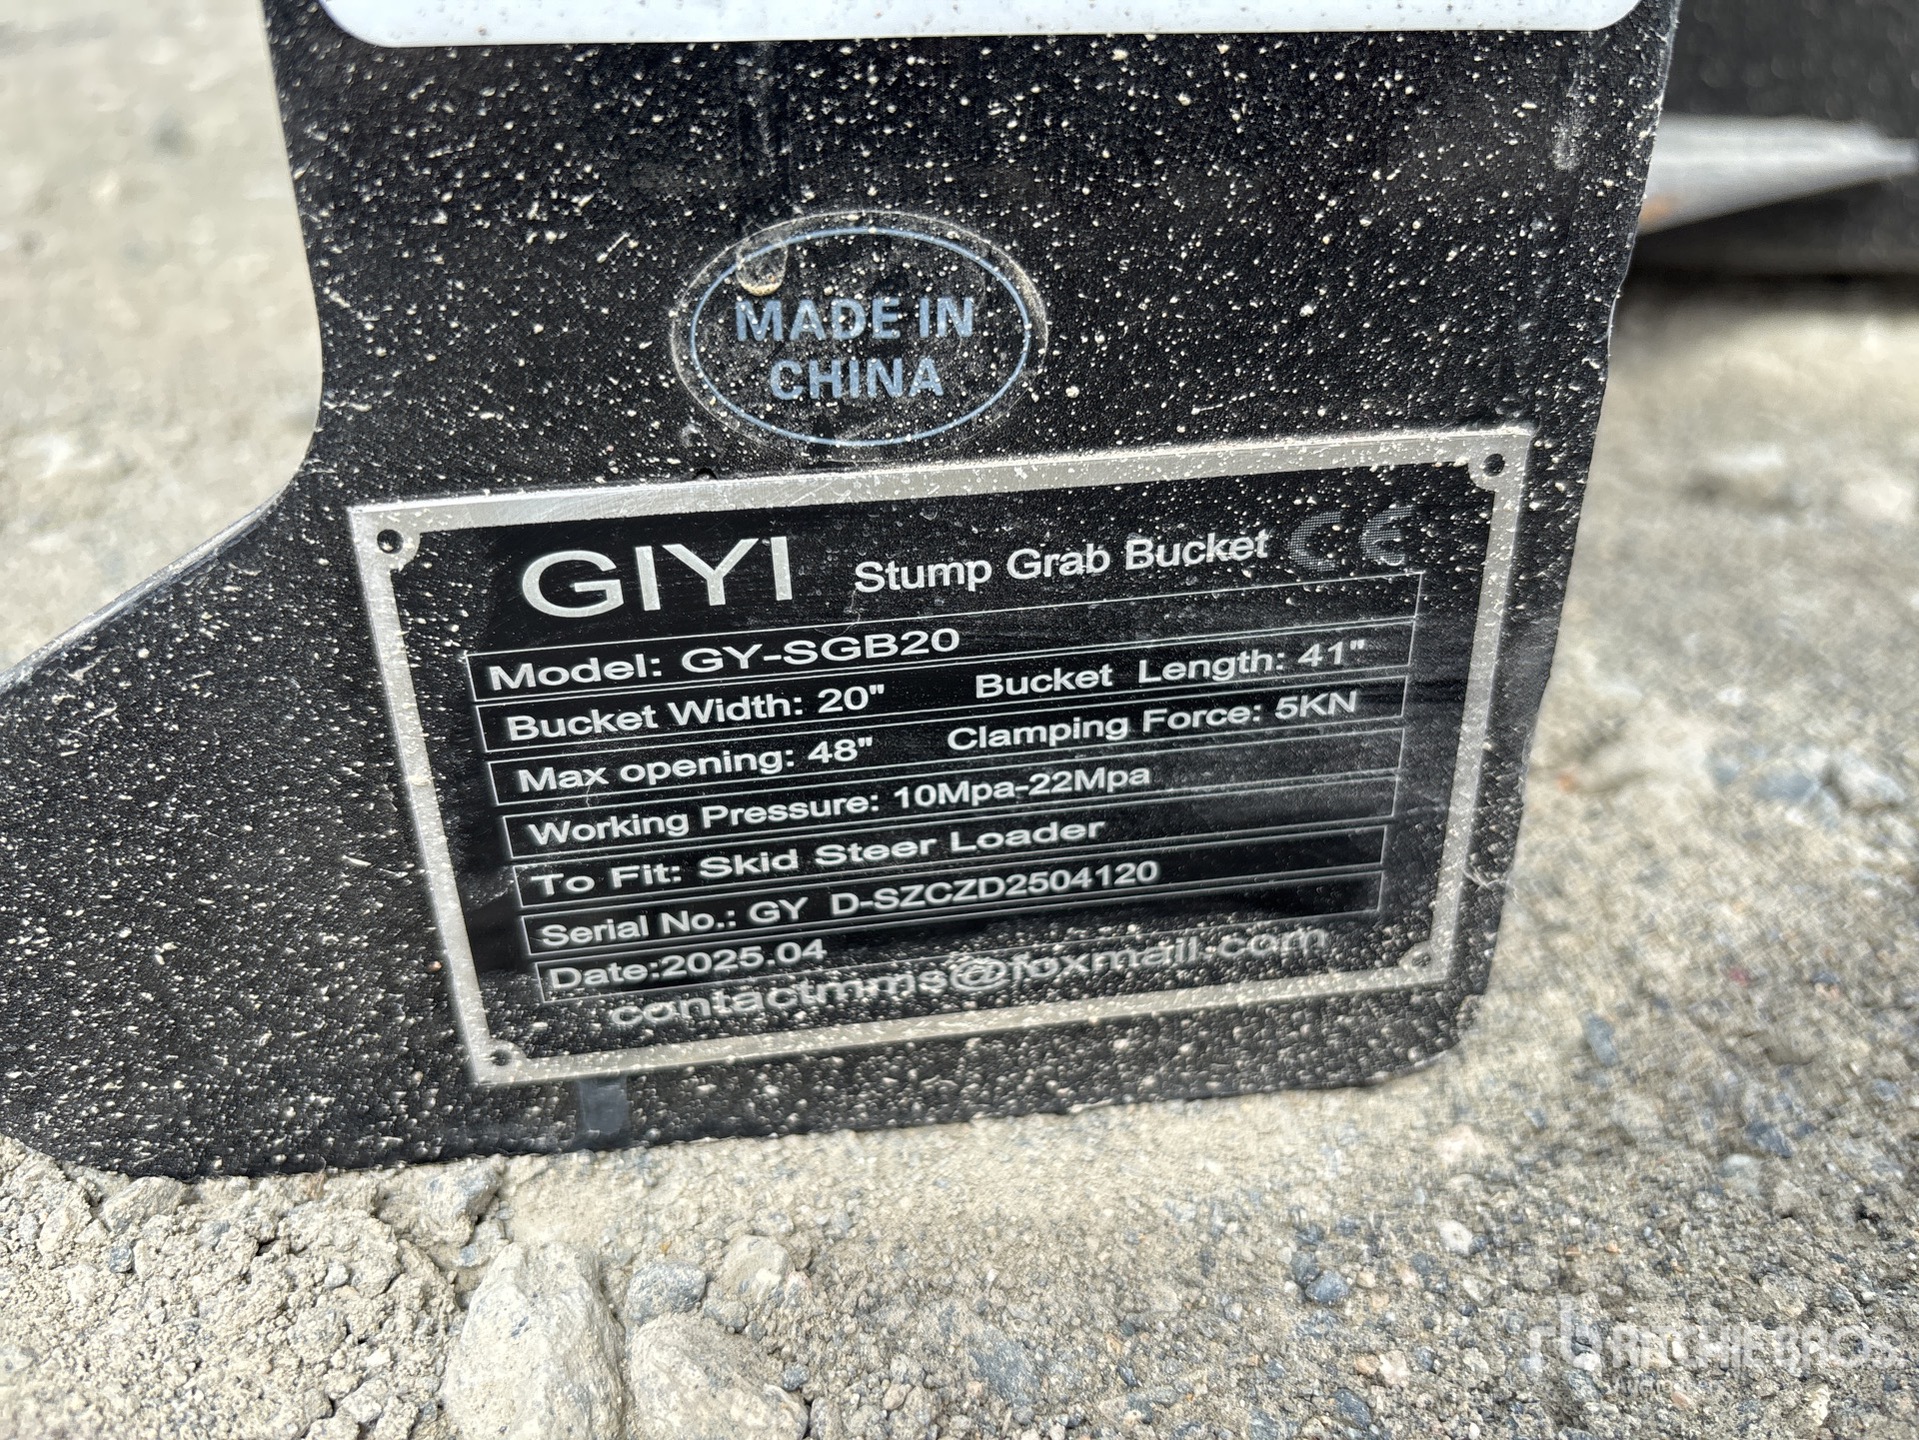 MADE IN
CHINA
GIYI Stump Grab Bucket CE
Model: GY-SGB20
Bucket Width: 20" Bucket Length: 41"
Max opening: 48" Clamping Force: 5KN
Working Pressure: 10Mpa-22Mpa
To Fit: Skid Steer Loader
Serial No.: GY D-SZCZD2504120
Date:2025.04
contactmms@foxmail.com
RITCHIE BROS.